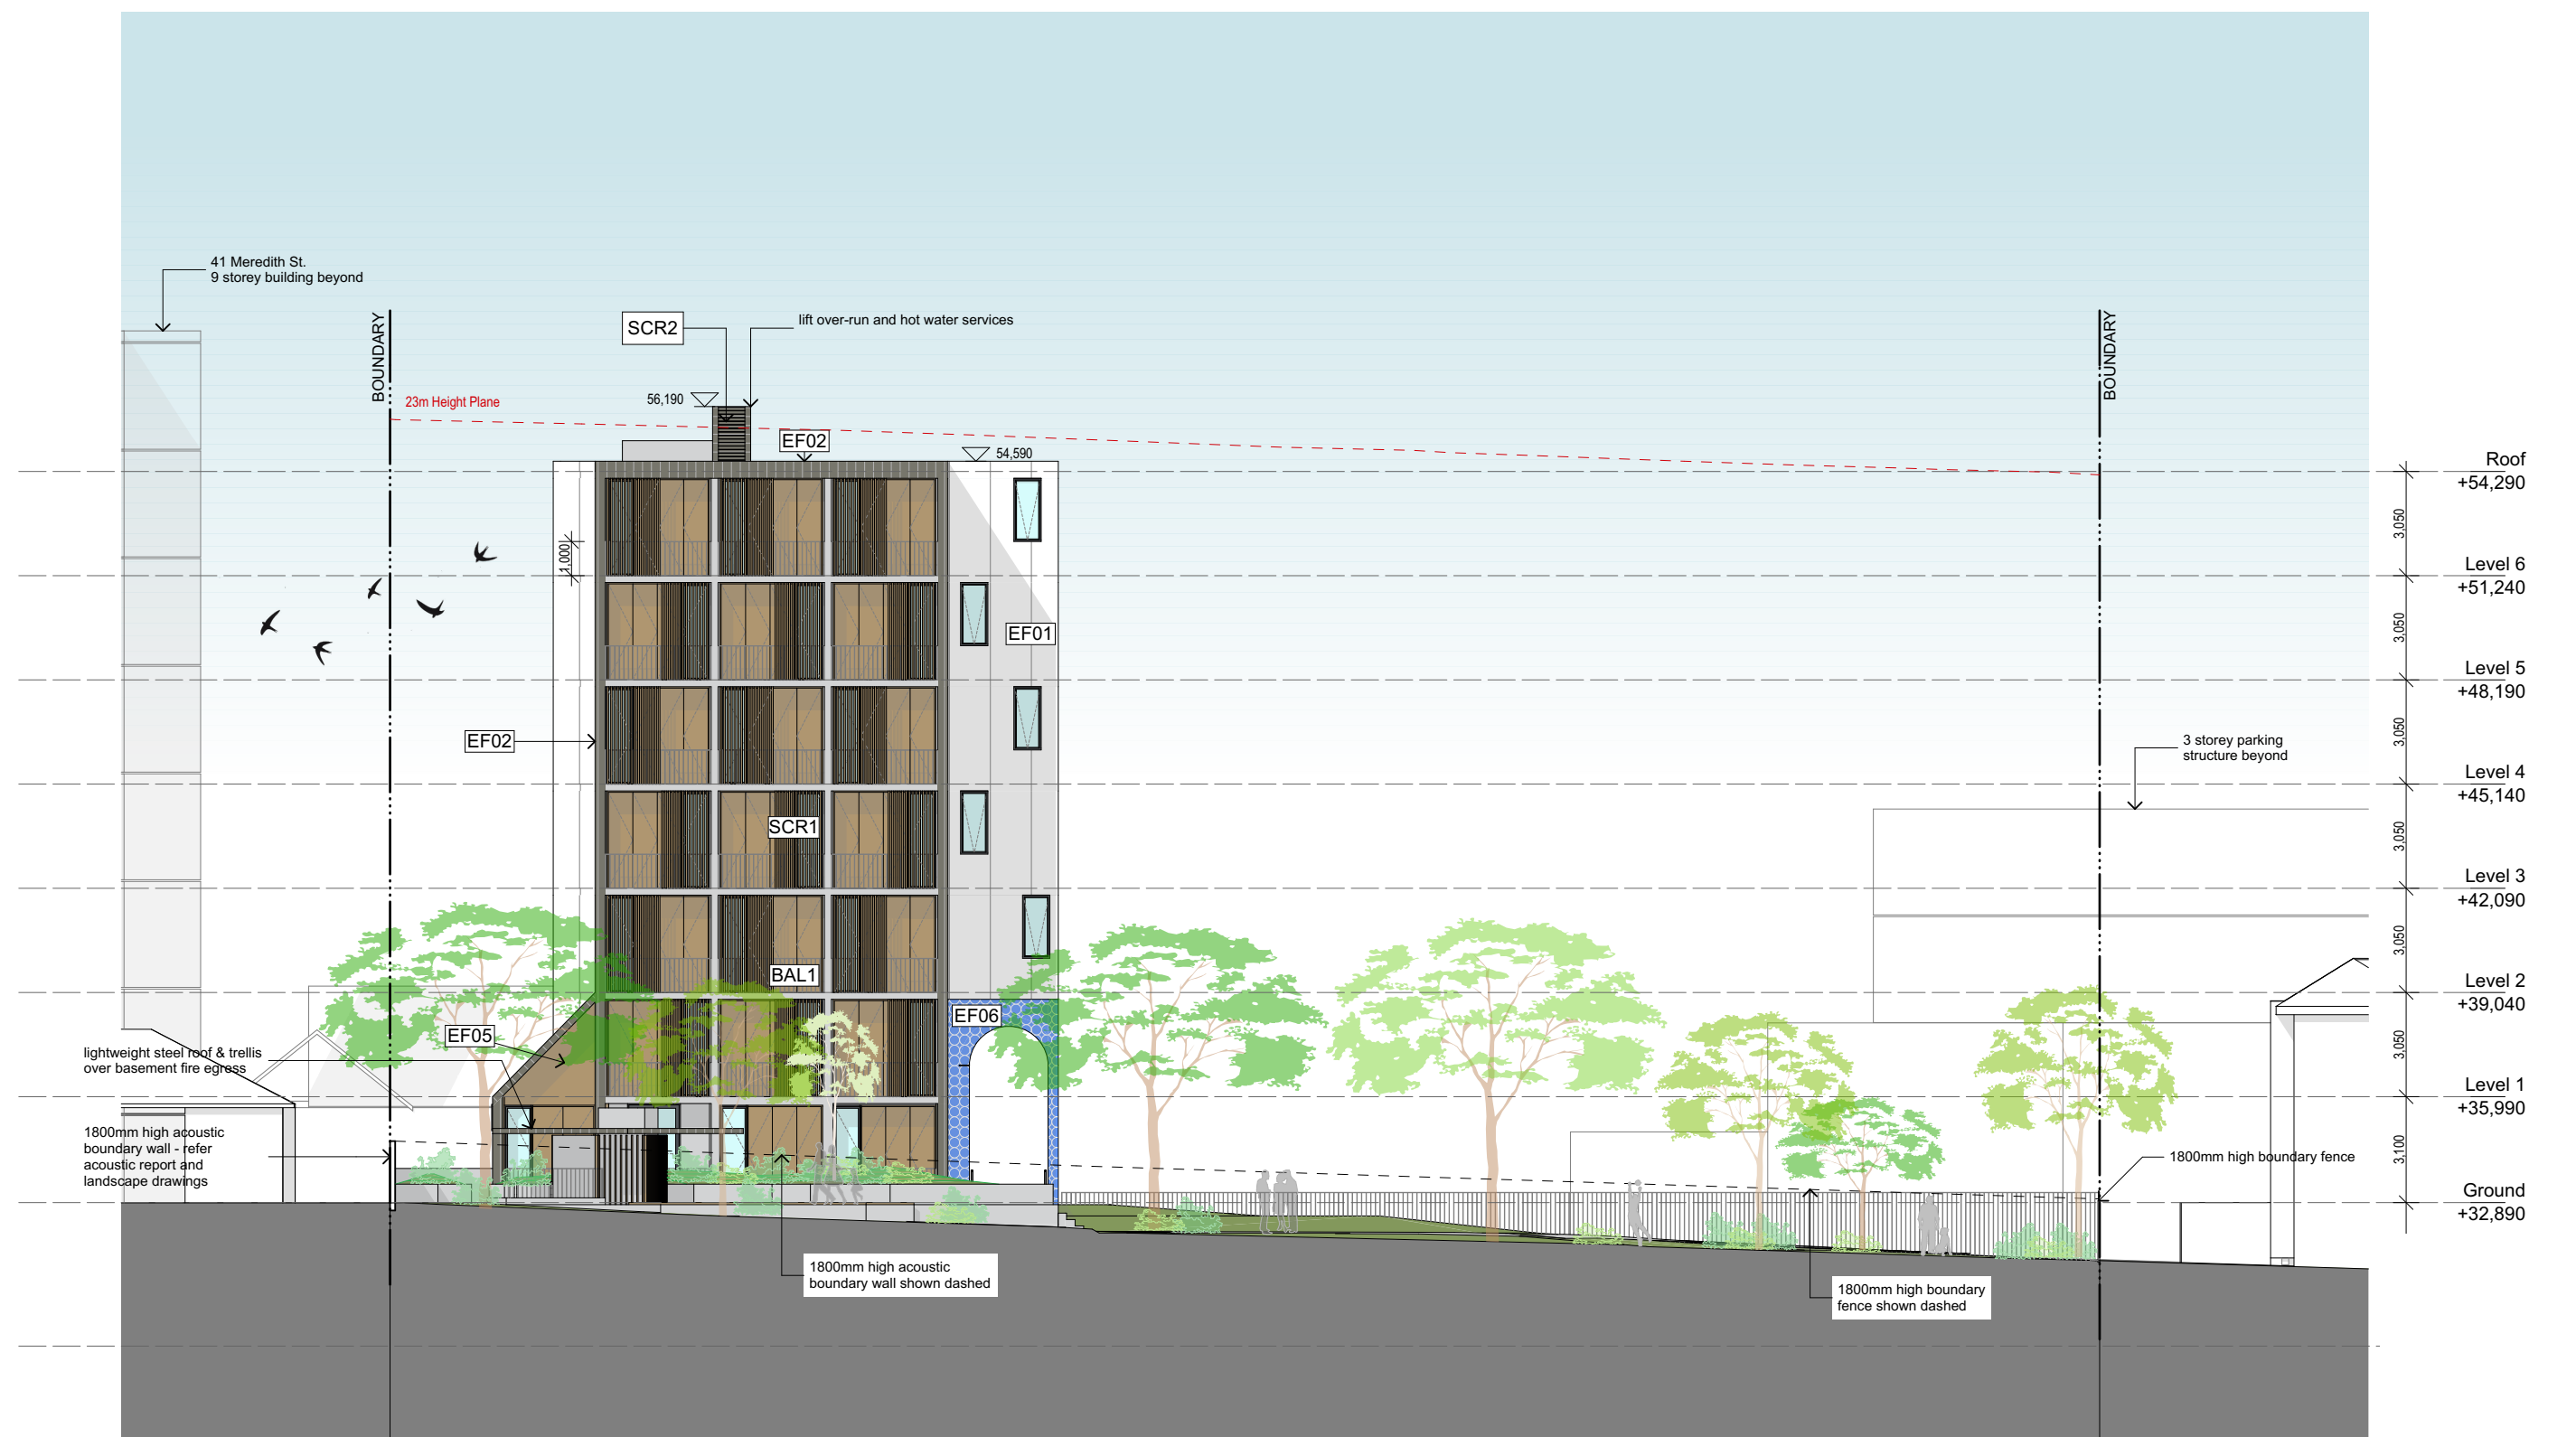 41 Meredith St.
9 storey building beyond
BOUNDARY
SCR2
lift over-run and hot water services
BOUNDARY
23m Height Plane
56,190
EF02
54,590
Roof
+54,290
3,050
1,000
Level 6
+51,240
3,050
EF01
Level 5
+48,190
3,050
EF02
3 storey parking
structure beyond
Level 4
+45,140
3,050
SCR1
Level 3
+42,090
3,050
BAL1
Level 2
+39,040
3,050
EF06
EF05
lightweight steel roof & trellis
over basement fire egress
Level 1
+35,990
3,100
1800mm high acoustic
boundary wall - refer
acoustic report and
landscape drawings
1800mm high boundary fence
Ground
+32,890
1800mm high acoustic
boundary wall shown dashed
1800mm high boundary
fence shown dashed